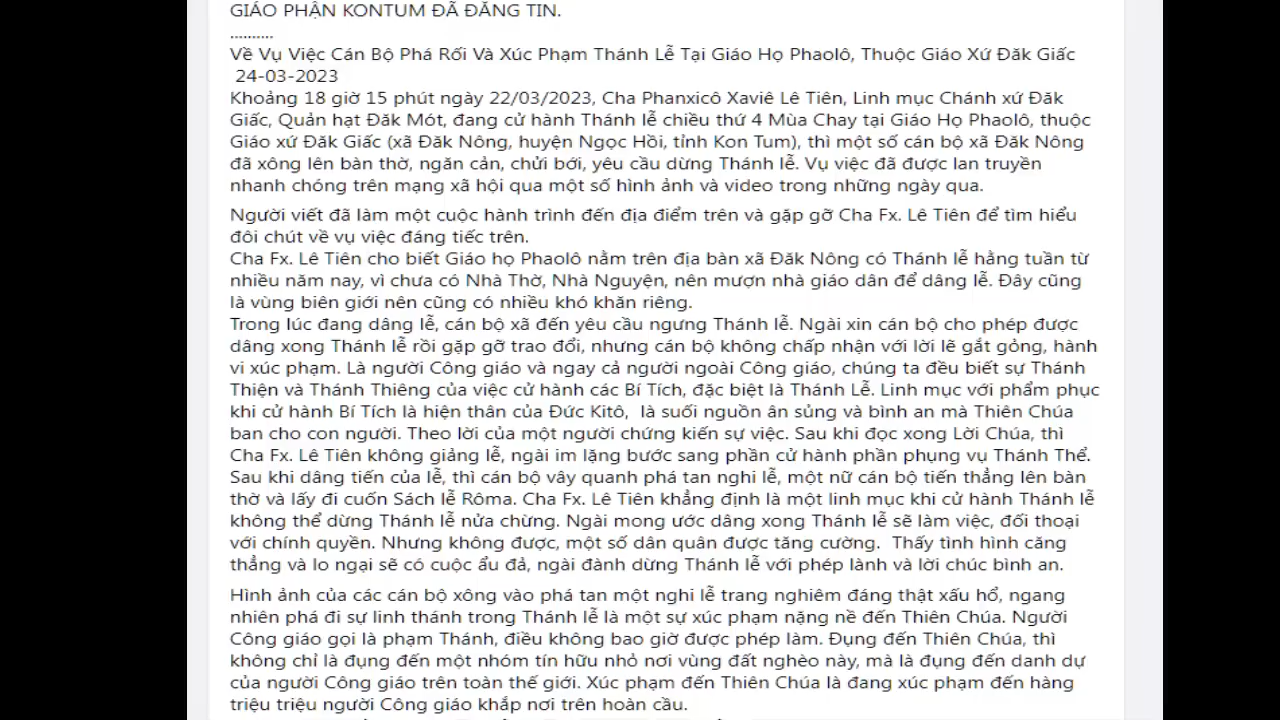 GIÁO PHẬN KONTUM ĐÃ ĐĂNG TIN.
..........
Về Vụ Việc Cán Bộ Phá Rối Và Xúc Phạm Thánh Lễ Tại Giáo Họ Phaolô, Thuộc Giáo Xứ Đăk Giấc
24-03-2023
Khoảng 18 giờ 15 phút ngày 22/03/2023, Cha Phanxicô Xaviê Lê Tiên, Linh mục Chánh xứ Đăk
Giấc, Quản hạt Đăk Mót, đang cử hành Thánh lễ chiều thứ 4 Mùa Chay tại Giáo Họ Phaolô, thuộc
Giáo xứ Đăk Giấc (xã Đăk Nông, huyện Ngọc Hồi, tỉnh Kon Tum), thì một số cán bộ xã Đăk Nông
đã xông lên bàn thờ, ngăn cản, chửi bới, yêu cầu dừng Thánh lễ. Vụ việc đã được lan truyền
nhanh chóng trên mạng xã hội qua một số hình ảnh và video trong những ngày qua.
Người viết đã làm một cuộc hành trình đến địa điểm trên và gặp gỡ Cha Fx. Lê Tiên để tìm hiểu
đôi chút về vụ việc đáng tiếc trên.
Cha Fx. Lê Tiên cho biết Giáo họ Phaolô nằm trên địa bàn xã Đăk Nông có Thánh lễ hằng tuần từ
nhiều năm nay, vì chưa có Nhà Thờ, Nhà Nguyện, nên mượn nhà giáo dân để dâng lễ. Đây cũng
là vùng biên giới nên cũng có nhiều khó khăn riêng.
Trong lúc đang dâng lễ, cán bộ xã đến yêu cầu ngưng Thánh lễ. Ngài xin cán bộ cho phép được
dâng xong Thánh lễ rồi gặp gỡ trao đổi, nhưng cán bộ không chấp nhận với lời lẽ gắt gỏng, hành
vi xúc phạm. Là người Công giáo và ngay cả người ngoài Công giáo, chúng ta đều biết sự Thánh
Thiện và Thánh Thiêng của việc cử hành các Bí Tích, đặc biệt là Thánh Lễ. Linh mục với phẩm phục
khi cử hành Bí Tích là hiện thân của Đức Kitô,  là suối nguồn ân sủng và bình an mà Thiên Chúa
ban cho con người. Theo lời của một người chứng kiến sự việc. Sau khi đọc xong Lời Chúa, thì
Cha Fx. Lê Tiên không giảng lễ, ngài im lặng bước sang phần cử hành phần phụng vụ Thánh Thể.
Sau khi dâng tiến của lễ, thì cán bộ vây quanh phá tan nghi lễ, một nữ cán bộ tiến thẳng lên bàn
thờ và lấy đi cuốn Sách lễ Rôma. Cha Fx. Lê Tiên khẳng định là một linh mục khi cử hành Thánh lễ
không thể dừng Thánh lễ nửa chừng. Ngài mong ước dâng xong Thánh lễ sẽ làm việc, đối thoại
với chính quyền. Nhưng không được, một số dân quân được tăng cường.  Thấy tình hình căng
thẳng và lo ngại sẽ có cuộc ẩu đả, ngài đành dừng Thánh lễ với phép lành và lời chúc bình an.
Hình ảnh của các cán bộ xông vào phá tan một nghi lễ trang nghiêm đáng thật xấu hổ, ngang
nhiên phá đi sự linh thánh trong Thánh lễ là một sự xúc phạm nặng nề đến Thiên Chúa. Người
Công giáo gọi là phạm Thánh, điều không bao giờ được phép làm. Đụng đến Thiên Chúa, thì
không chỉ là đụng đến một nhóm tín hữu nhỏ nơi vùng đất nghèo này, mà là đụng đến danh dự
của người Công giáo trên toàn thế giới. Xúc phạm đến Thiên Chúa là đang xúc phạm đến hàng
triệu triệu người Công giáo khắp nơi trên hoàn cầu.